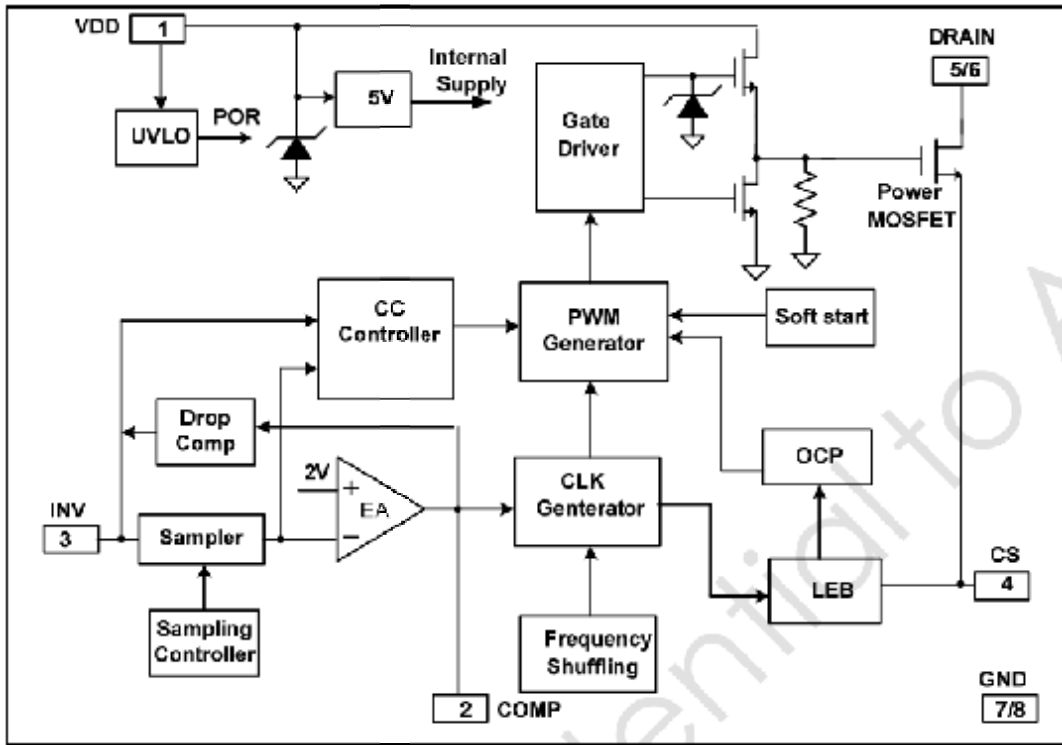 VDD 1
UVLO
POR
5V
Internal
Supply
Gate
Driver
DRAIN
5/6
Power
MOSFET
CC
Controller
PWM
Generator
Soft start
Drop
Comp
2V
+
EA
−
CLK
Genterator
OCP
INV
3
Sampler
LEB
CS
4
Sampling
Controller
Frequency
Shuffling
2 COMP
GND
7/8
ential to A